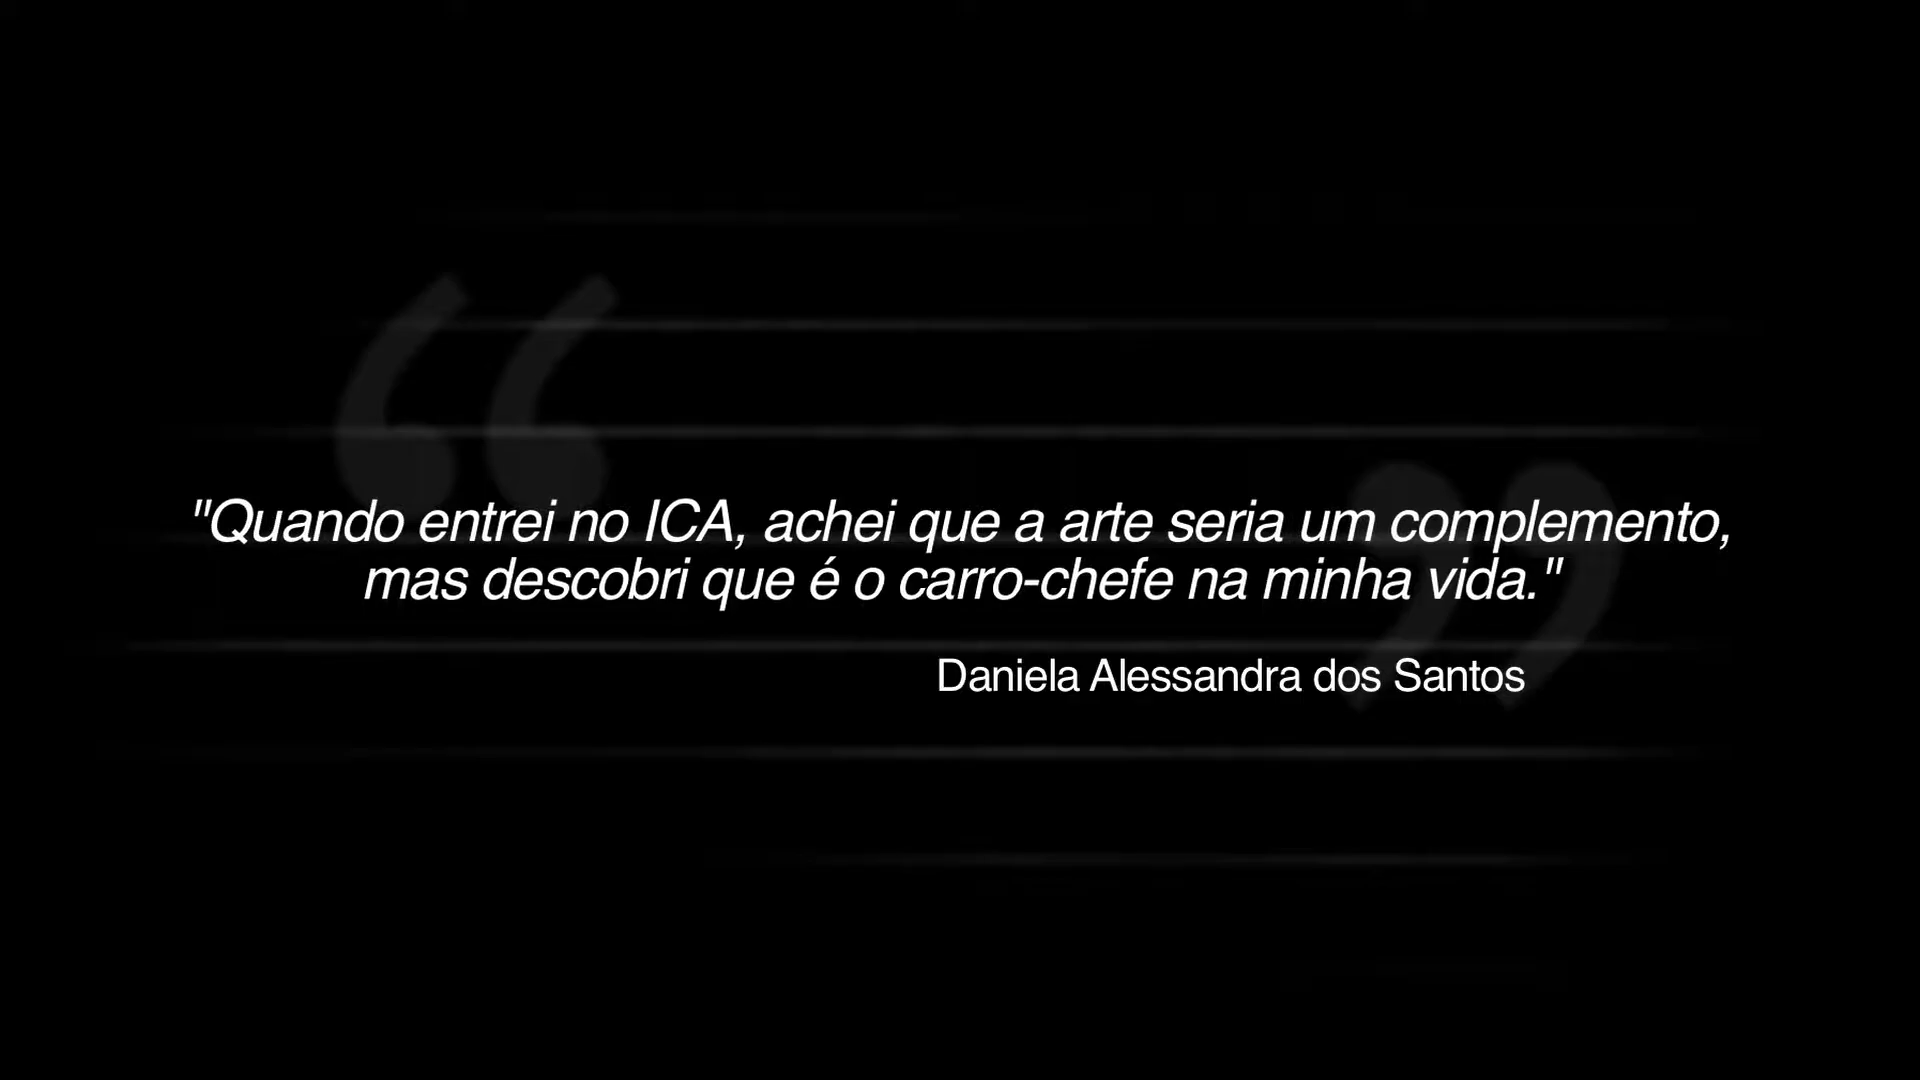 "Quando entrei no ICA, achei que a arte seria um complemento,
mas descobri que é o carro-chefe na minha vida."
Daniela Alessandra dos Santos